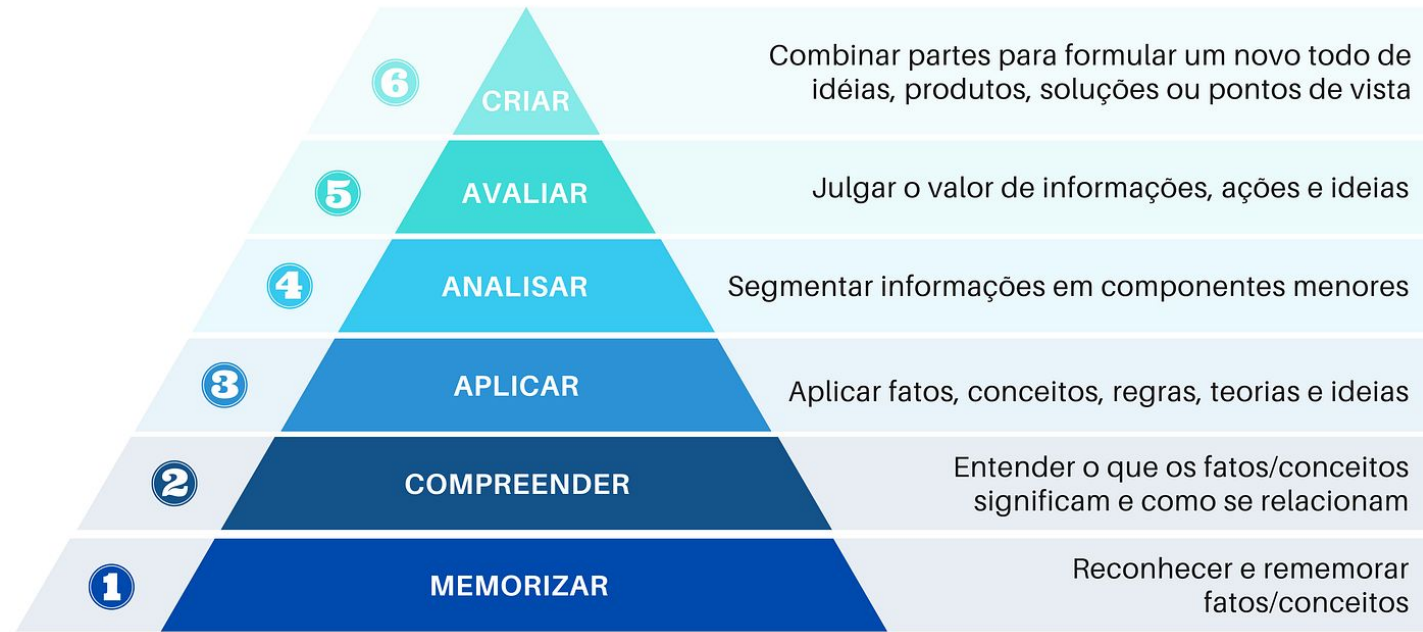 6
CRIAR
Combinar partes para formular um novo todo de
idéias, produtos, soluções ou pontos de vista
5
AVALIAR
Julgar o valor de informações, ações e ideias
4
ANALISAR
Segmentar informações em componentes menores
3
APLICAR
Aplicar fatos, conceitos, regras, teorias e ideias
2
COMPREENDER
Entender o que os fatos/conceitos
significam e como se relacionam
1
MEMORIZAR
Reconhecer e rememorar
fatos/conceitos